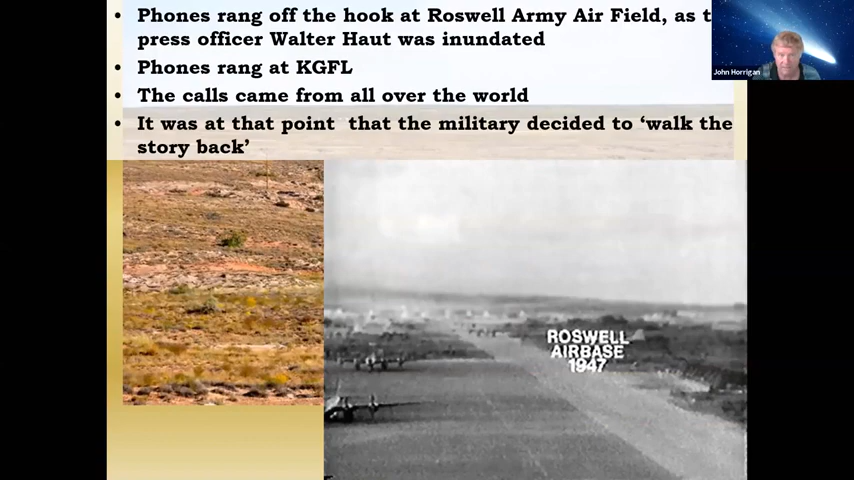 • Phones rang off the hook at Roswell Army Air Field, as
press officer Walter Haut was inundated
• Phones rang at KGFL
• The calls came from all over the world
• It was at that point that the military decided to ‘walk the
story back’
John Horrigan
ROSWELL
AIRBASE
1947